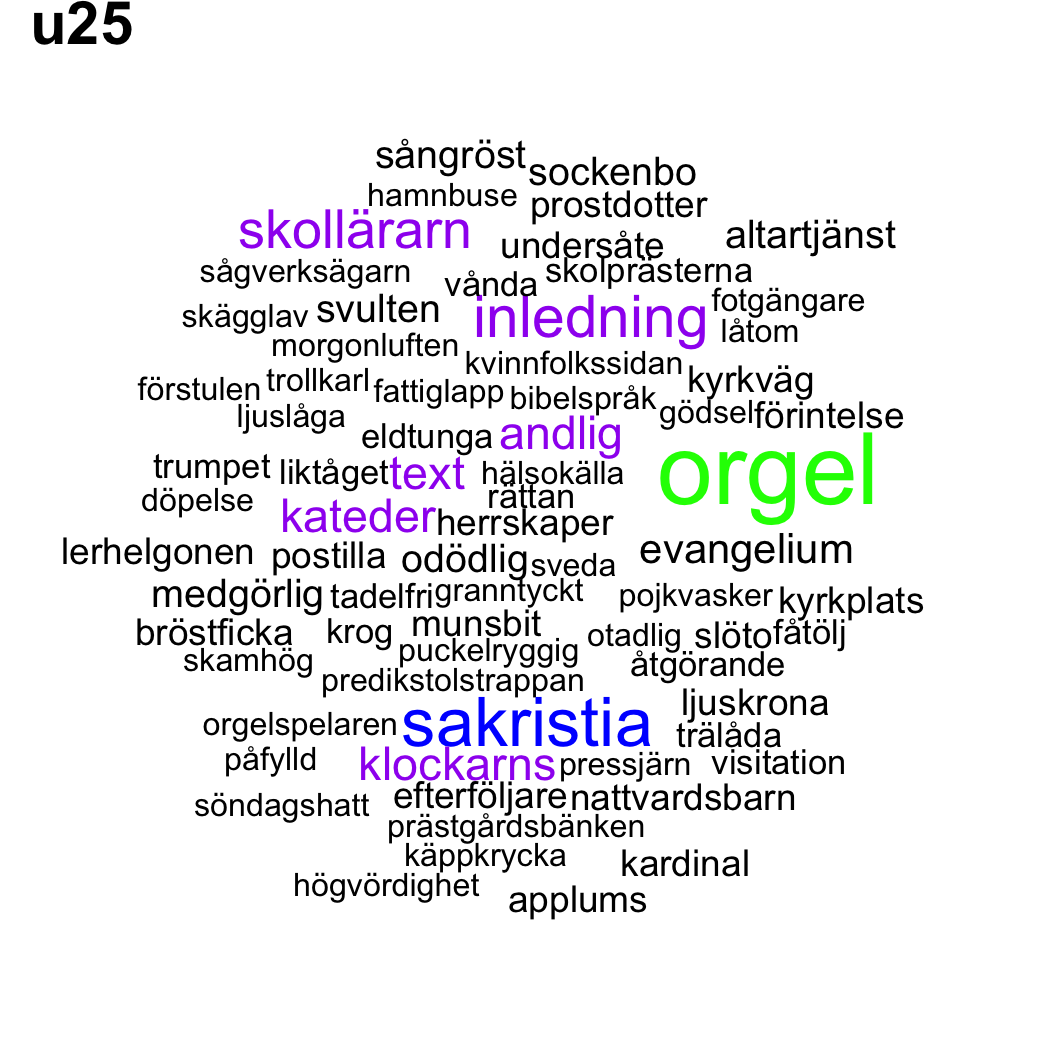 u25
sångröst
sockenbo
hamnbuse
prostdotter
skollärarn
undersåte
altartjänst
sågverksägarn
vånda
skolprästerna
skägglav
svulten
inledning
fotgängare
låtom
morgonluften
kvinnfolkssidan
förstulen
trollkarl
fattiglapp
bibelspråk
kyrkväg
ljuslåga
gödsel
förintelse
eldtunga
andlig
orgel
trumpet
liktåget
text
hälsokälla
döpelse
rättan
kateder
herrskaper
lerhelgonen
postilla
odödlig
sveda
evangelium
medgörlig
tadelfri
granntyckt
pojkvasker
kyrkplats
bröstficka
krog
munsbit
otadlig
slöto
fåtölj
skamhög
puckelryggig
åtgörande
predikstolstrappan
ljuskrona
orgelspelaren
sakristia
trälåda
påfylld
klockarns
pressjärn
visitation
söndagshatt
efterföljare
nattvardsbarn
prästgårdsbänken
käppkrycka
kardinal
högvördighet
applums